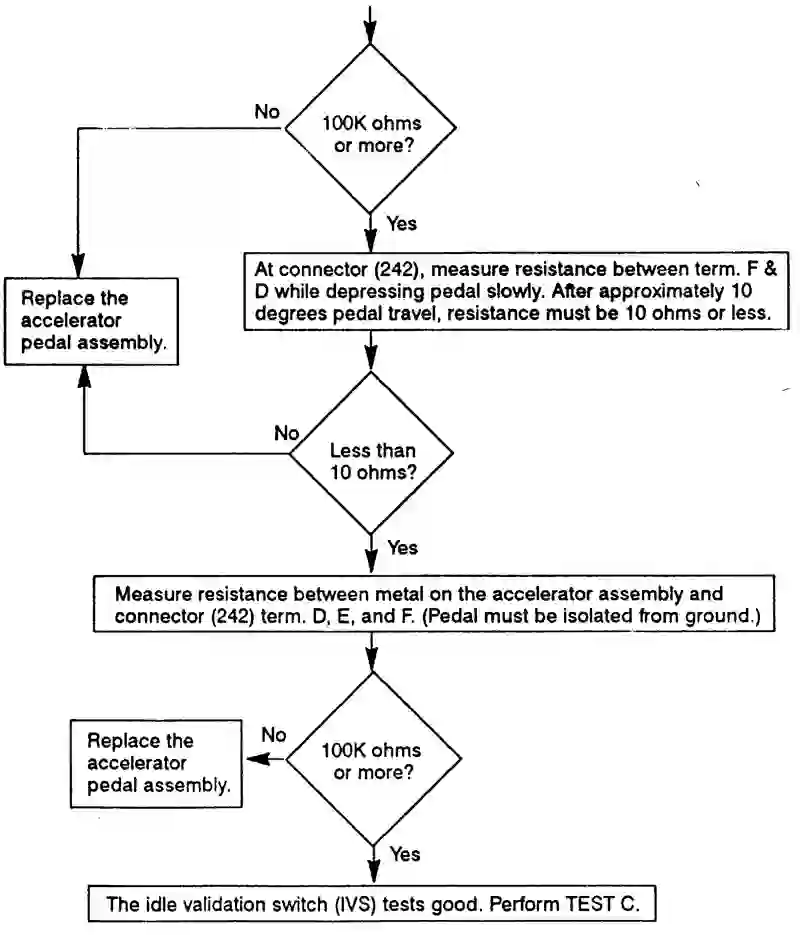 100K ohms
or more?
No
Yes
At connector (242), measure resistance between term. F &
D while depressing pedal slowly. After approximately 10
degrees pedal travel, resistance must be 10 ohms or less.
Replace the
accelerator
pedal assembly.
No
Less than
10 ohms?
Yes
Measure resistance between metal on the accelerator assembly and
connector (242) term. D, E, and F. (Pedal must be isolated from ground.)
Replace the
accelerator
pedal assembly.
No
100K ohms
or more?
Yes
The idle validation switch (IVS) tests good. Perform TEST C.